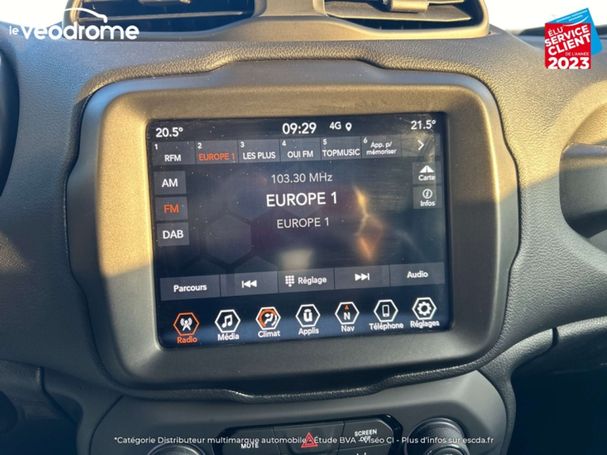 le Veodrome
ÉLU
SERVICE
CLIENT
DE L'ANNÉE
2023
20.5° 09:29 4G 21.5°
1 RFM 2 EUROPE 1 3 LES PLUS 4 OUI FM 5 TOPMUSIC 6 App. p/ mémoriser
AM
FM
DAB
103.30 MHz
EUROPE 1
EUROPE 1
Carte
Infos
Parcours Réglage Audio
Radio Média Climat Applis Nav Téléphone Réglages
MUTE SCREEN OFF
*Catégorie Distributeur multimarque automobile - Étude BVA - Viséo CI - Plus d'infos sur escda.fr